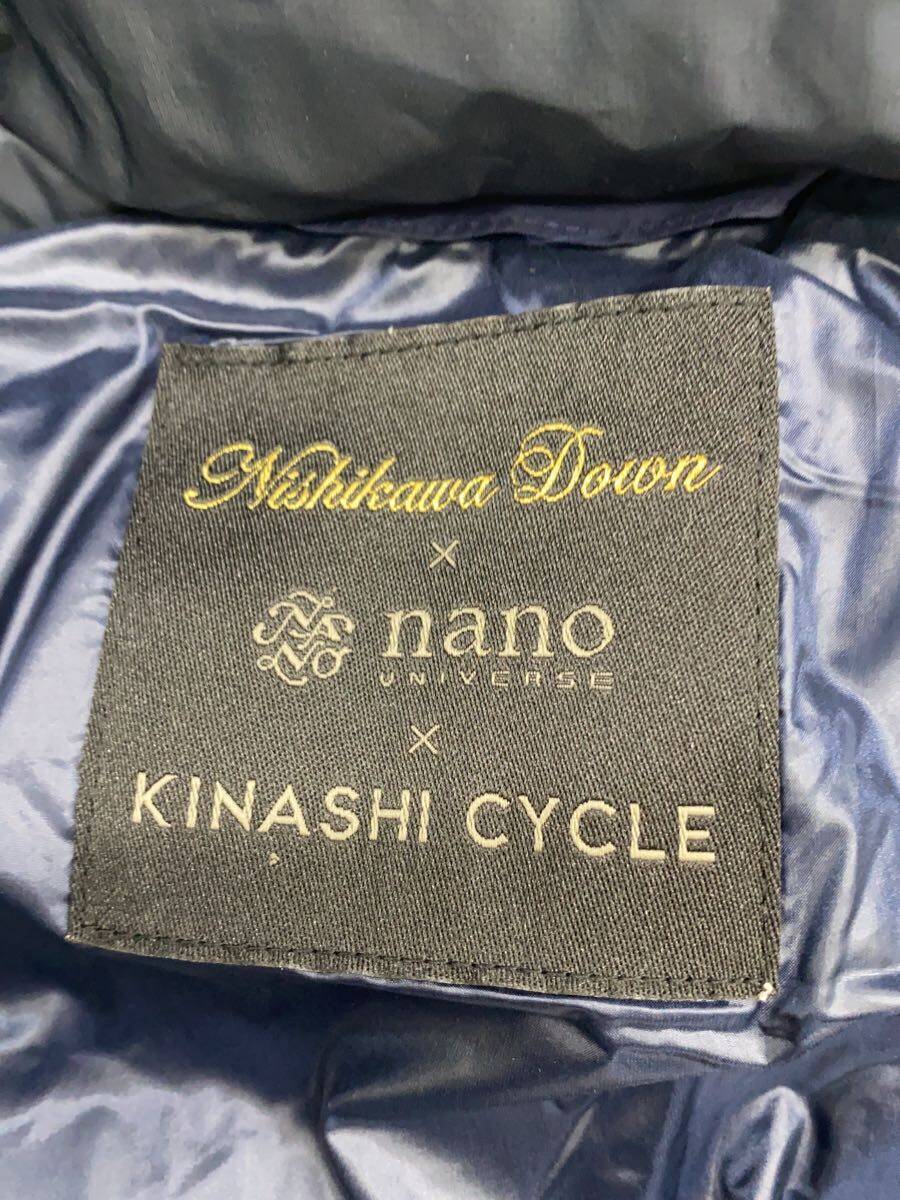 Nishikawa Down
×
nano
UNIVERSE
×
KINASHI CYCLE